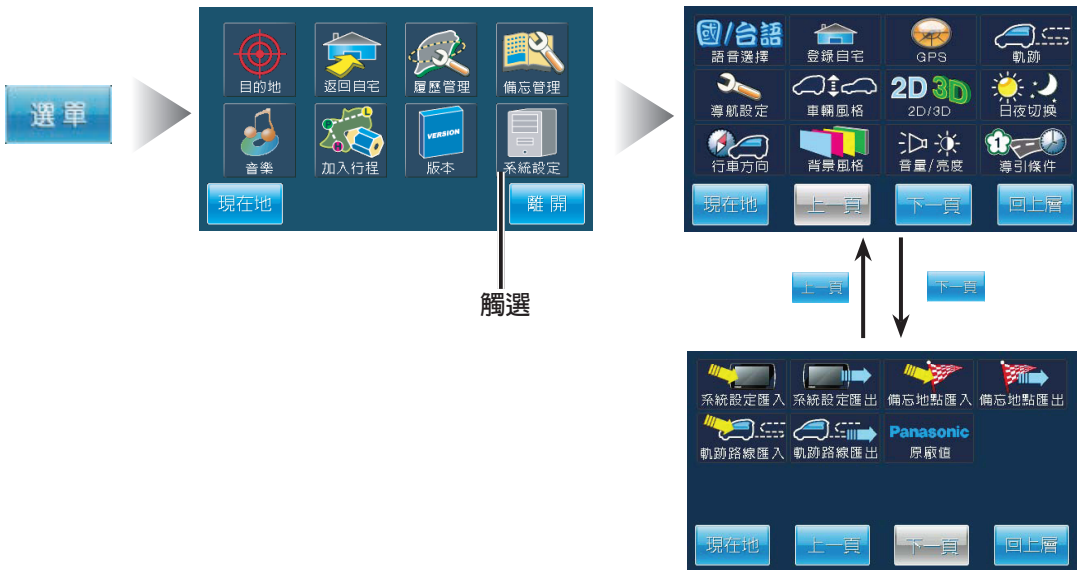 選單
目的地
返回自宅
履歷管理
備忘管理
VERSION
音樂
加入行程
版本
系統設定
現在地
離開
觸選
國/台語
語音選擇
登錄自宅
GPS
軌跡
2D 3D
導航設定
車輛風格
2D/3D
日夜切換
1
行車方向
背景風格
音量/亮度
導引條件
現在地
上一頁
下一頁
回上層
上一頁
下一頁
系統設定匯入
系統設定匯出
備忘地點匯入
備忘地點匯出
Panasonic
軌跡路線匯入
軌跡路線匯出
原廠值
現在地
上一頁
下一頁
回上層